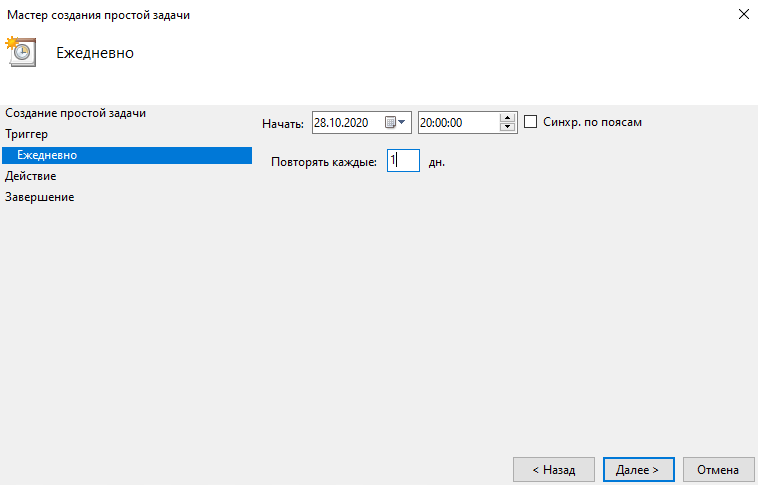 Мастер создания простой задачи
Ежедневно
Создание простой задачи
Триггер
Ежедневно
Действие
Завершение
Начать: 28.10.2020 20:00:00 Синхр. по поясам
Повторять каждые: 1 дн.
< Назад Далее > Отмена